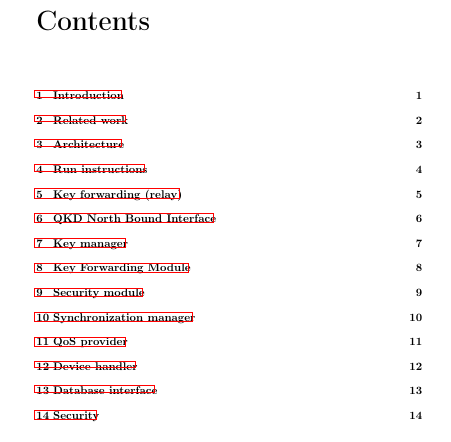 Contents
1 Introduction 1
2 Related work 2
3 Architecture 3
4 Run instructions 4
5 Key forwarding (relay) 5
6 QKD North Bound Interface 6
7 Key manager 7
8 Key Forwarding Module 8
9 Security module 9
10 Synchronization manager 10
11 QoS provider 11
12 Device handler 12
13 Database interface 13
14 Security 14